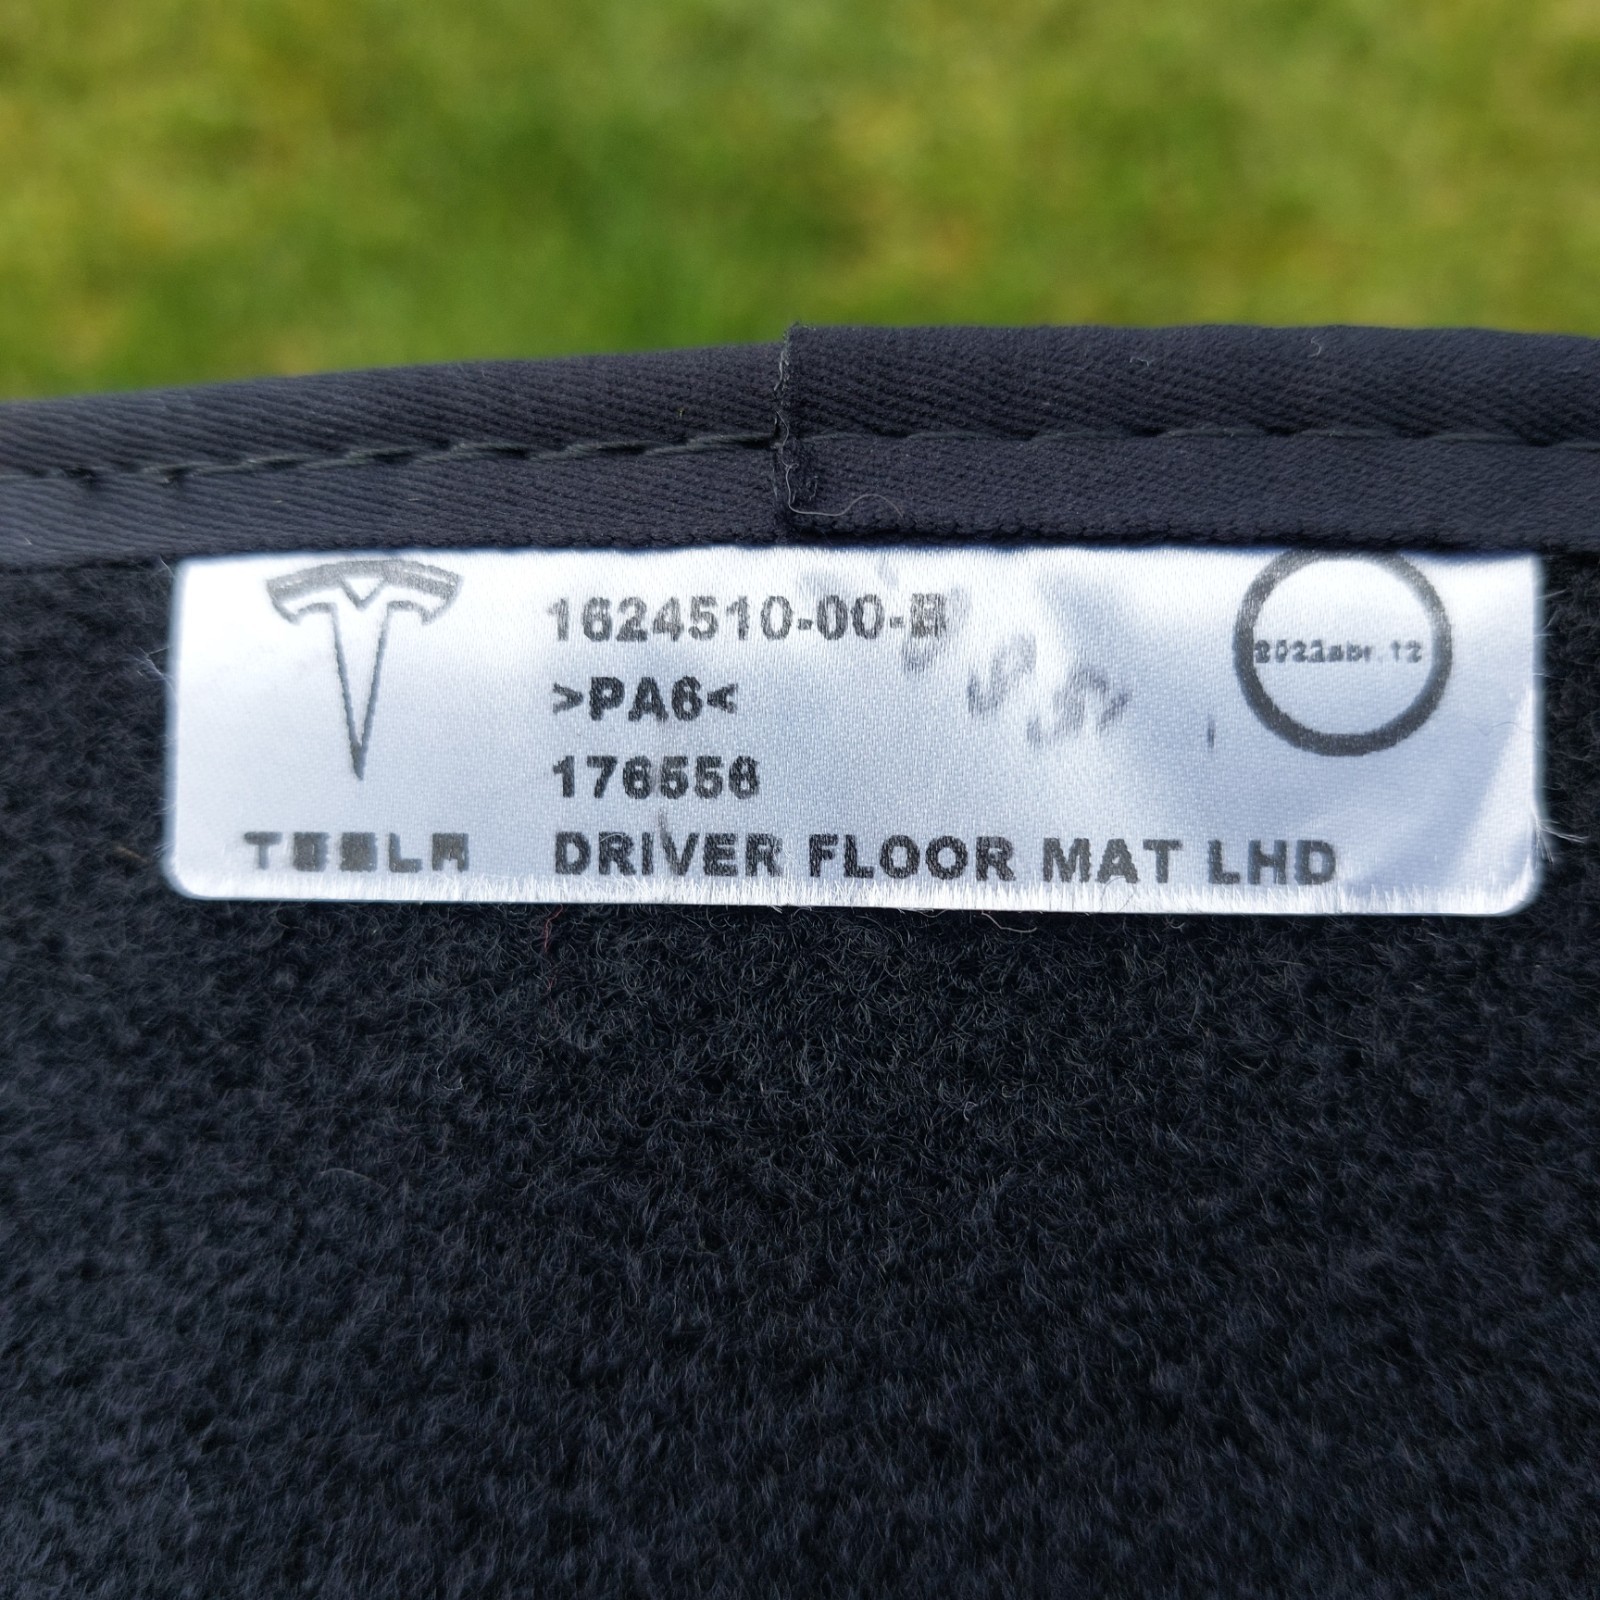 1624510-00-B
>PA6<
176556
DRIVER FLOOR MAT LHD
TESLA